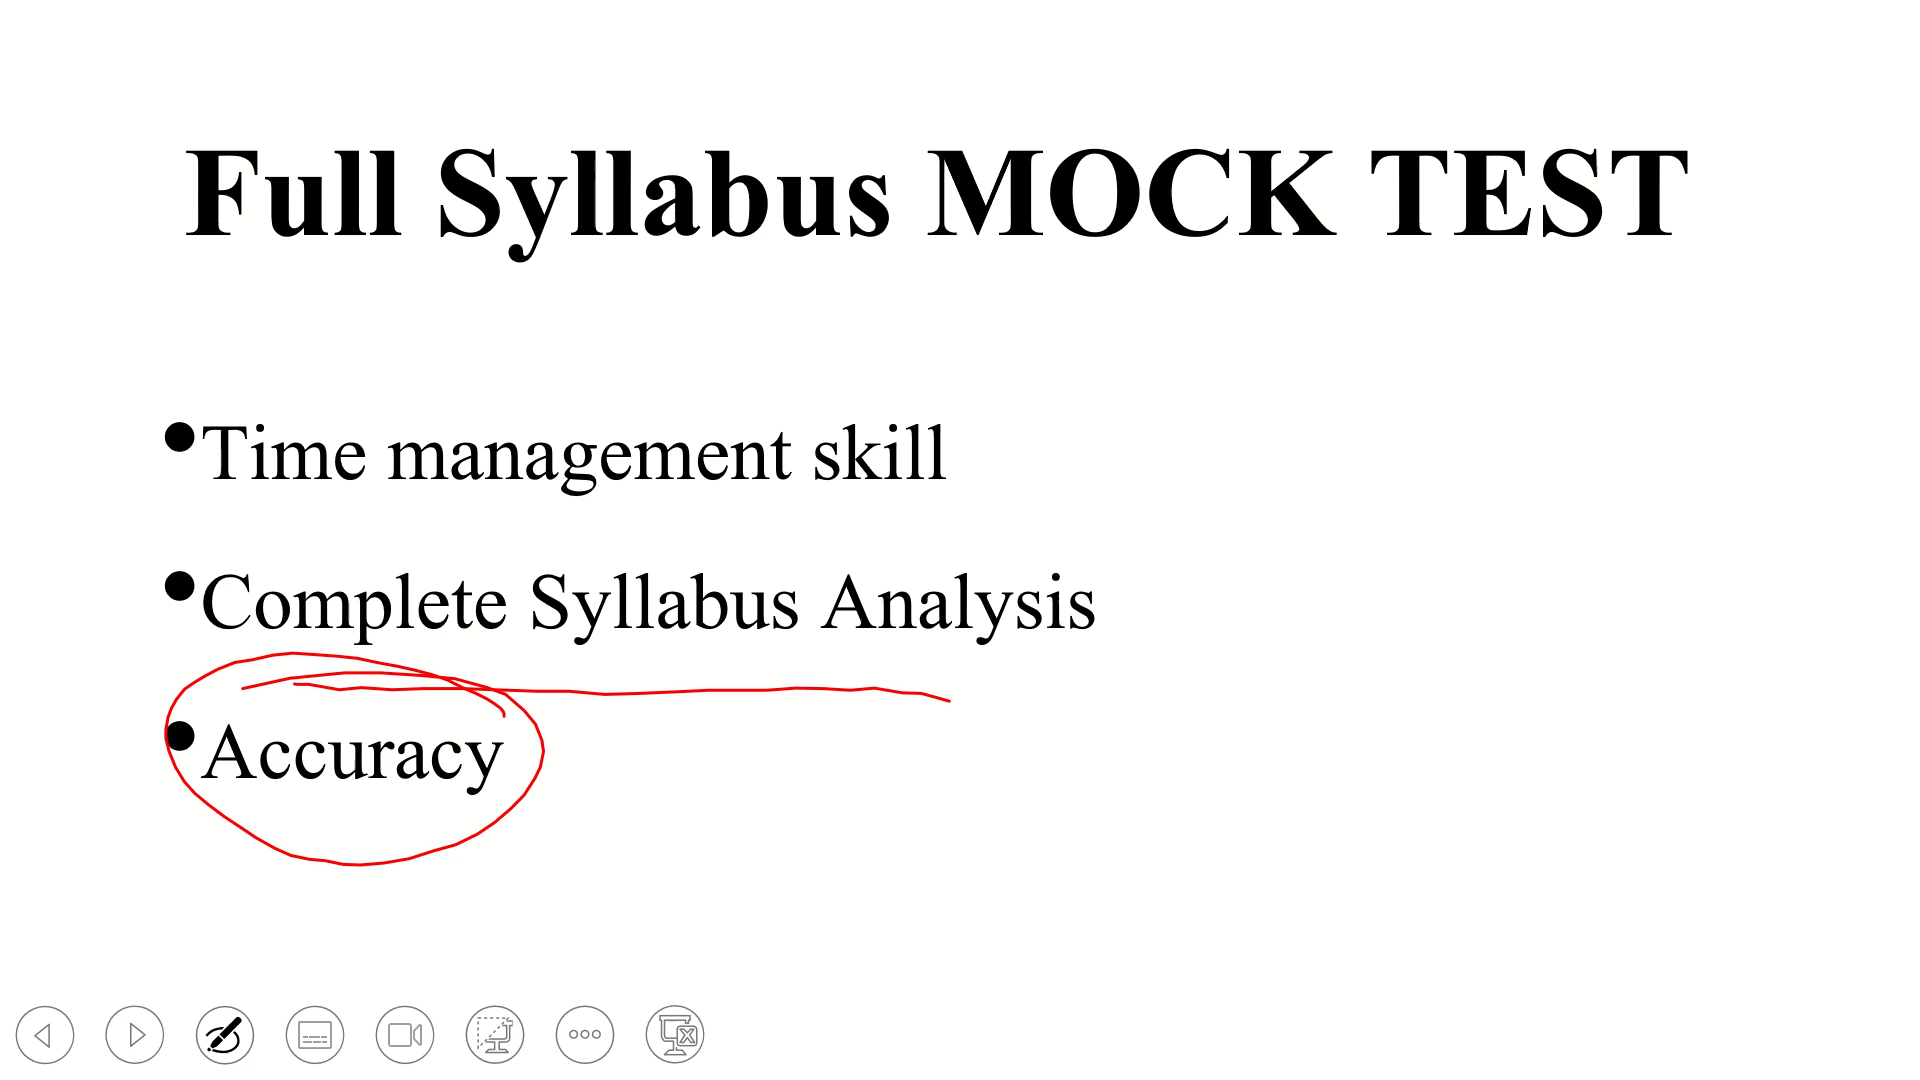 Full Syllabus MOCK TEST
•Time management skill
•Complete Syllabus Analysis
•Accuracy